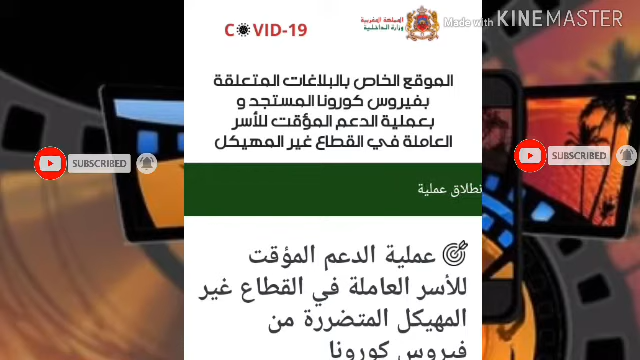 COVID-19
المملكة المغربية
وزارة الداخلية
Made with KINEMASTER
الموقع الخاص بالبلاغات المتعلقة
بفيروس كورونا المستجد و
بعملية الدعم المؤقت للأسر
العاملة في القطاع غير المهيكل
SUBSCRIBED
SUBSCRIBED
نطلاق عملية
عملية الدعم المؤقت
للأسر العاملة في القطاع غير
المهيكل المتضررة من
فيروس كورونا